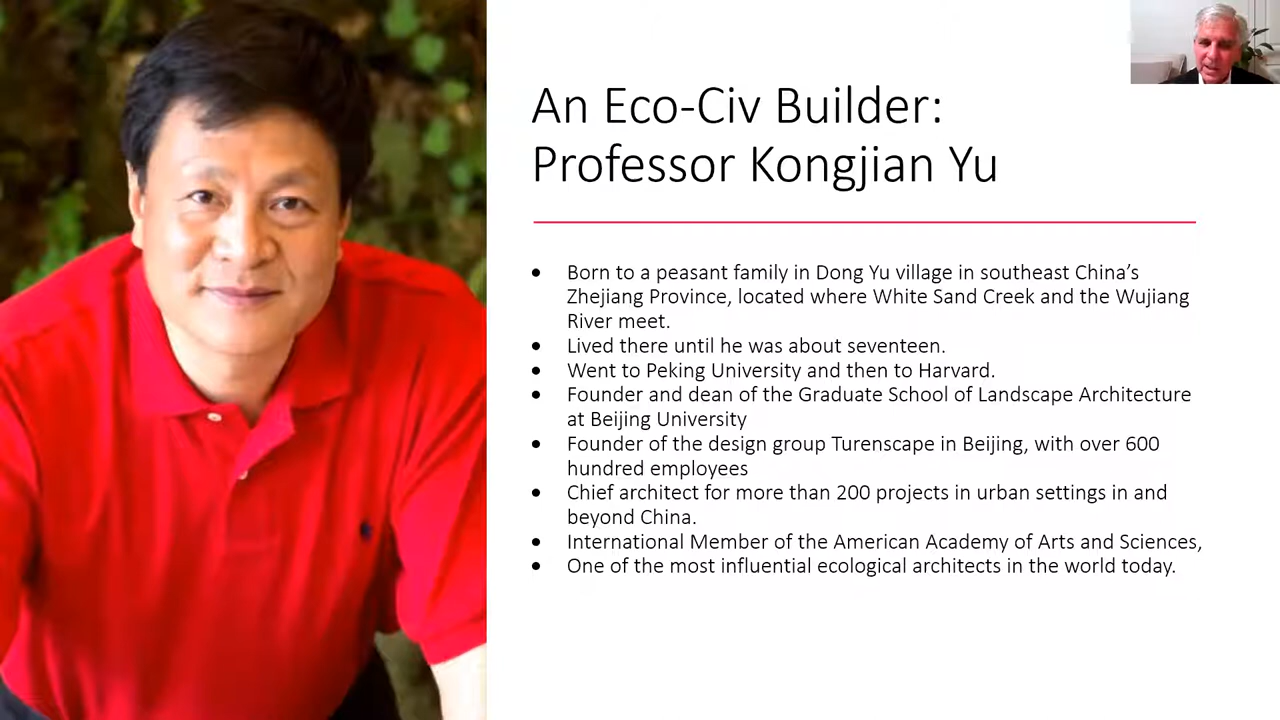 An Eco-Civ Builder:
Professor Kongjian Yu
• Born to a peasant family in Dong Yu village in southeast China’s
Zhejiang Province, located where White Sand Creek and the Wujiang
River meet.
• Lived there until he was about seventeen.
• Went to Peking University and then to Harvard.
• Founder and dean of the Graduate School of Landscape Architecture
at Beijing University
• Founder of the design group Turenscape in Beijing, with over 600
hundred employees
• Chief architect for more than 200 projects in urban settings in and
beyond China.
• International Member of the American Academy of Arts and Sciences,
• One of the most influential ecological architects in the world today.